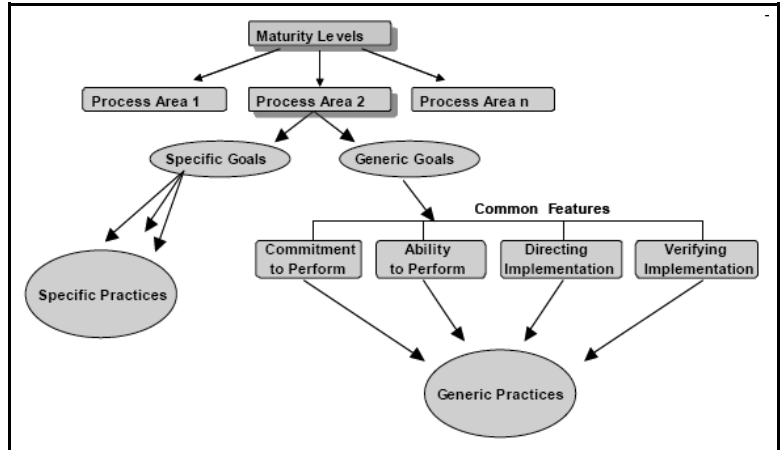 Maturity Levels
Process Area 1
Process Area 2
Process Area n
Specific Goals
Generic Goals
Common Features
Commitment
to Perform
Ability
to Perform
Directing
Implementation
Verifying
Implementation
Specific Practices
Generic Practices